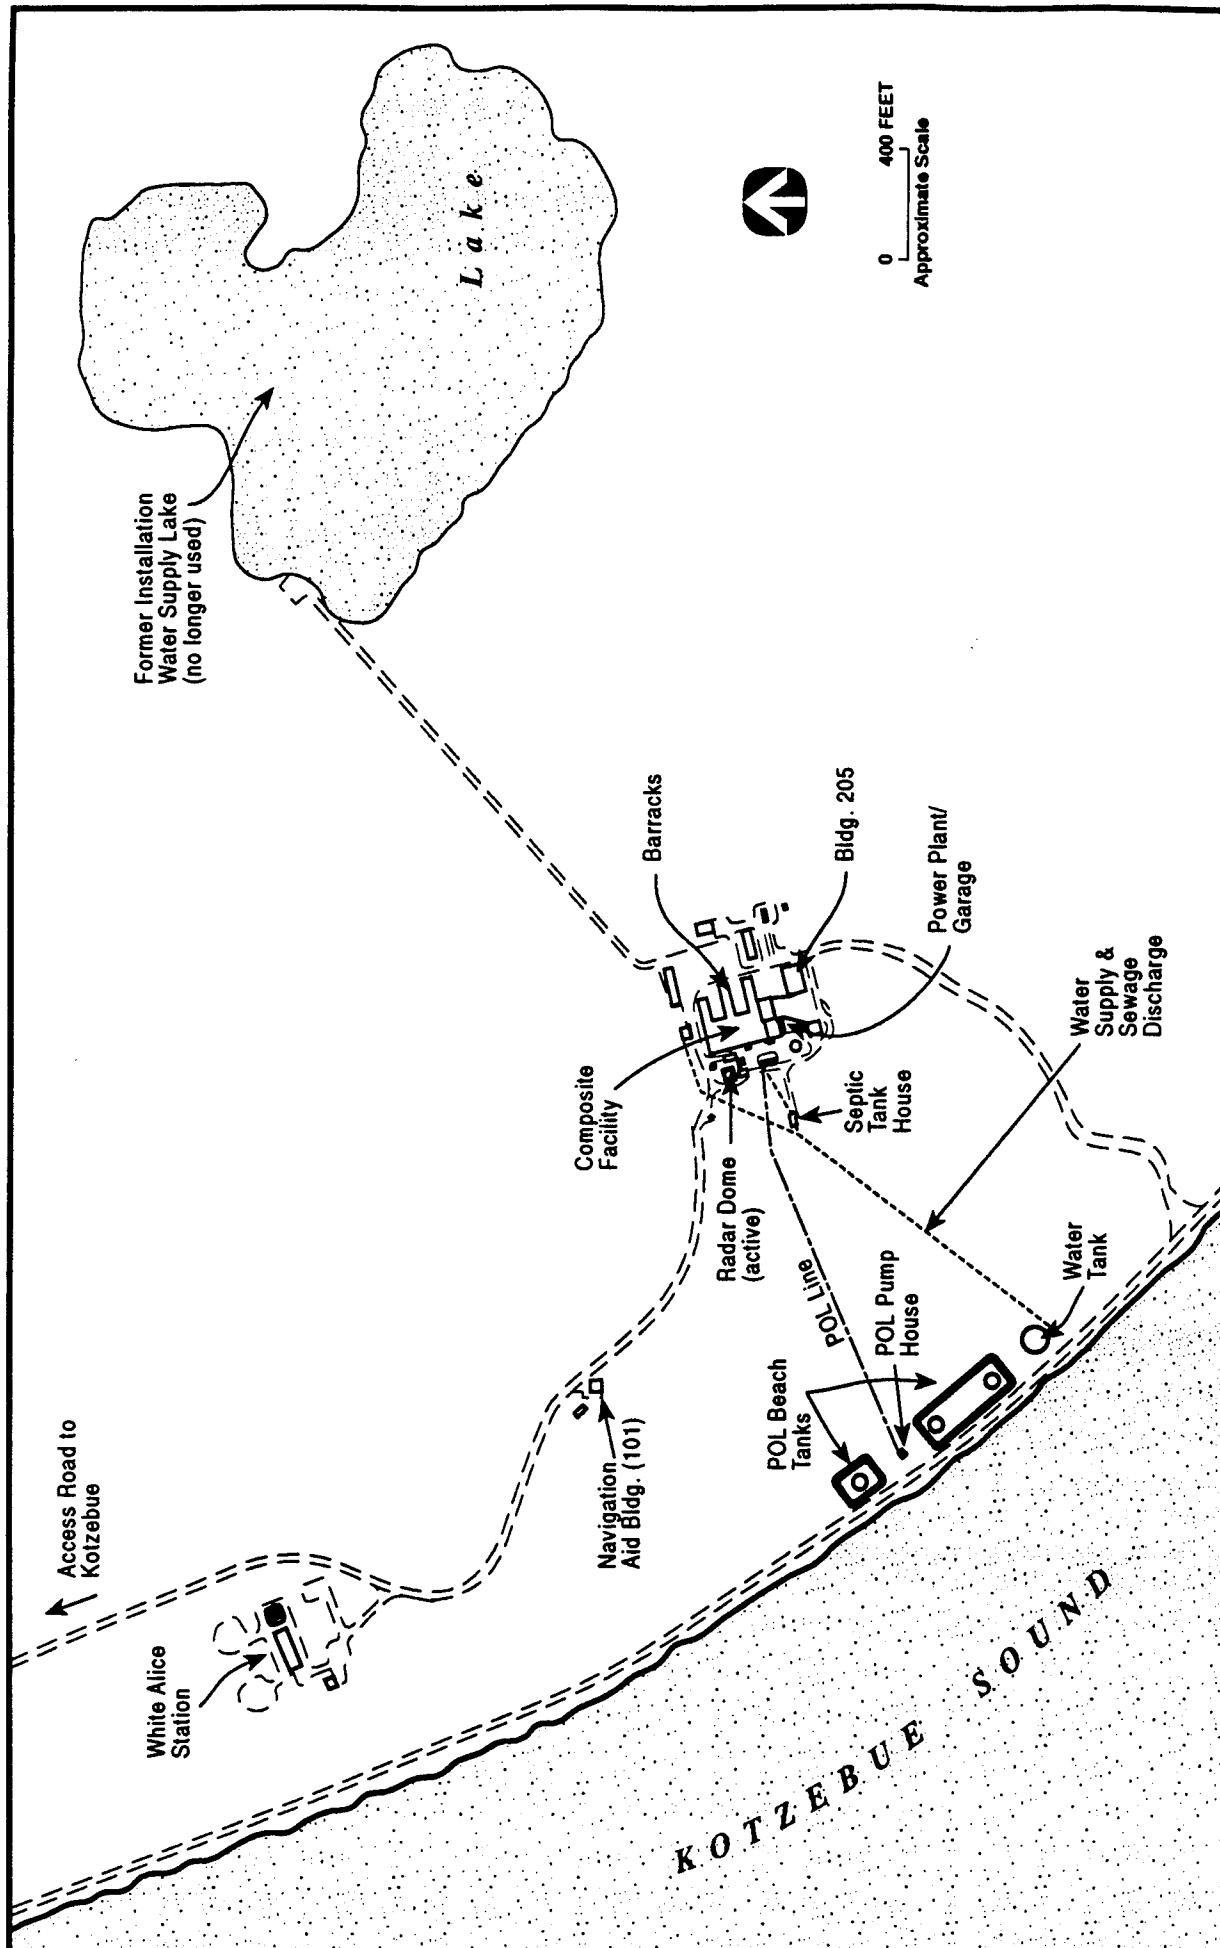 Access Road to
Kotzebue
White Alice
Station
Former Installation
Water Supply Lake
(no longer used)
Lake
Navigation
Aid Bldg. (101)
Composite
Facility
Barracks
Radar Dome
(active)
Bldg. 205
Septic
Tank
House
Power Plant/
Garage
POL Line
POL Beach
Tanks
POL Pump
House
Water
Tank
Water
Supply &
Sewage
Discharge
0 400 FEET
Approximate Scale
KOTZEBUE SOUND